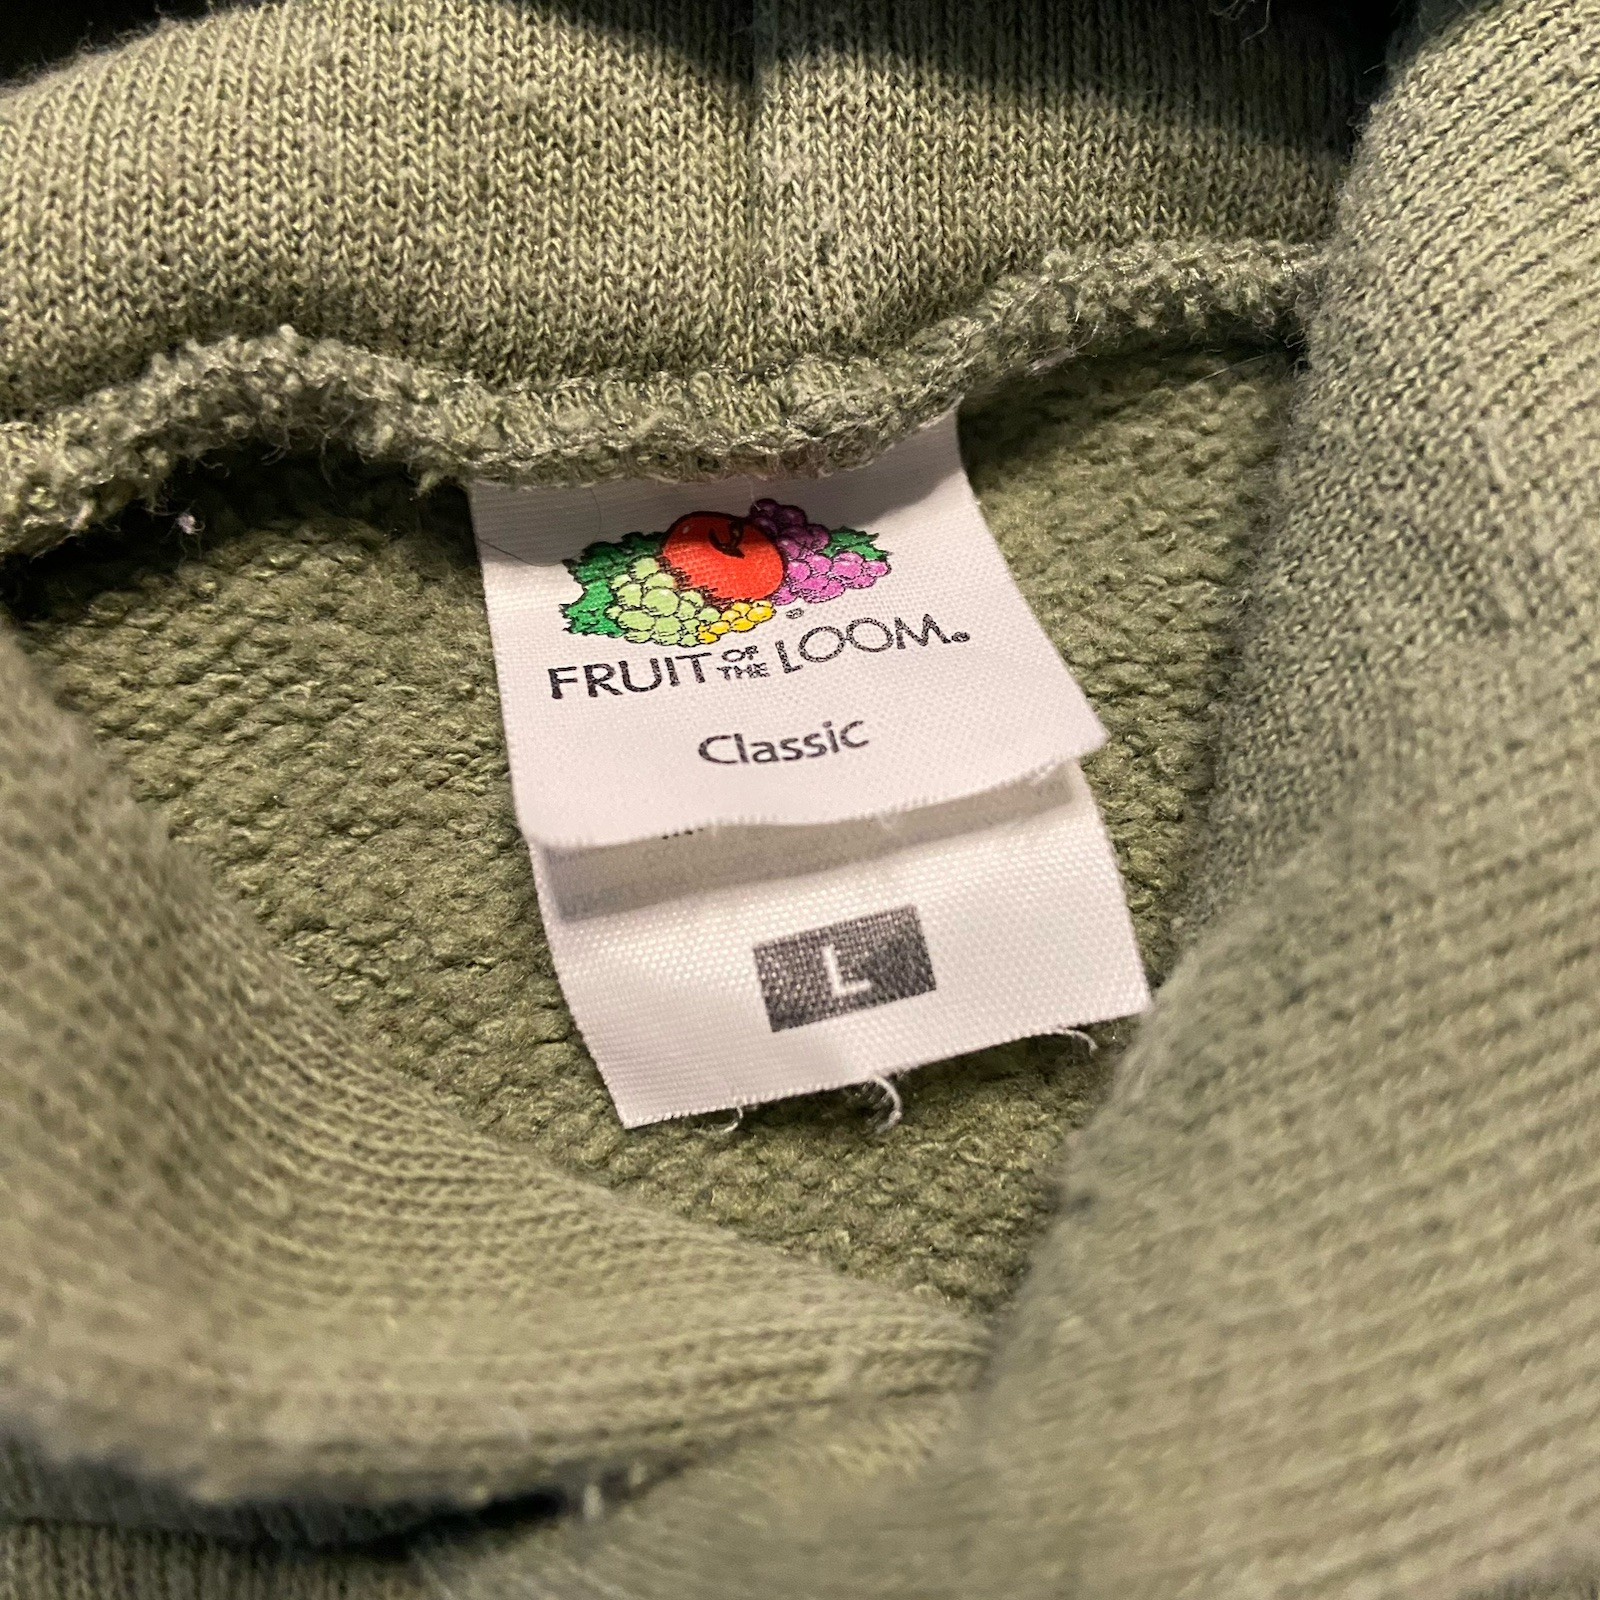 FRUIT OF THE LOOM®
Classic
L